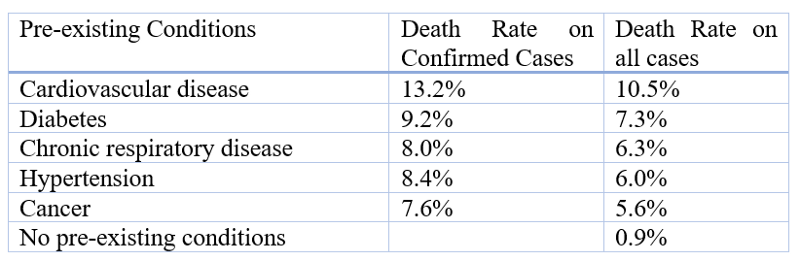 Pre-existing Conditions Death Rate on Death Rate on
Confirmed Cases all cases
Cardiovascular disease 13.2% 10.5%
Diabetes 9.2% 7.3%
Chronic respiratory disease 8.0% 6.3%
Hypertension 8.4% 6.0%
Cancer 7.6% 5.6%
No pre-existing conditions 0.9%